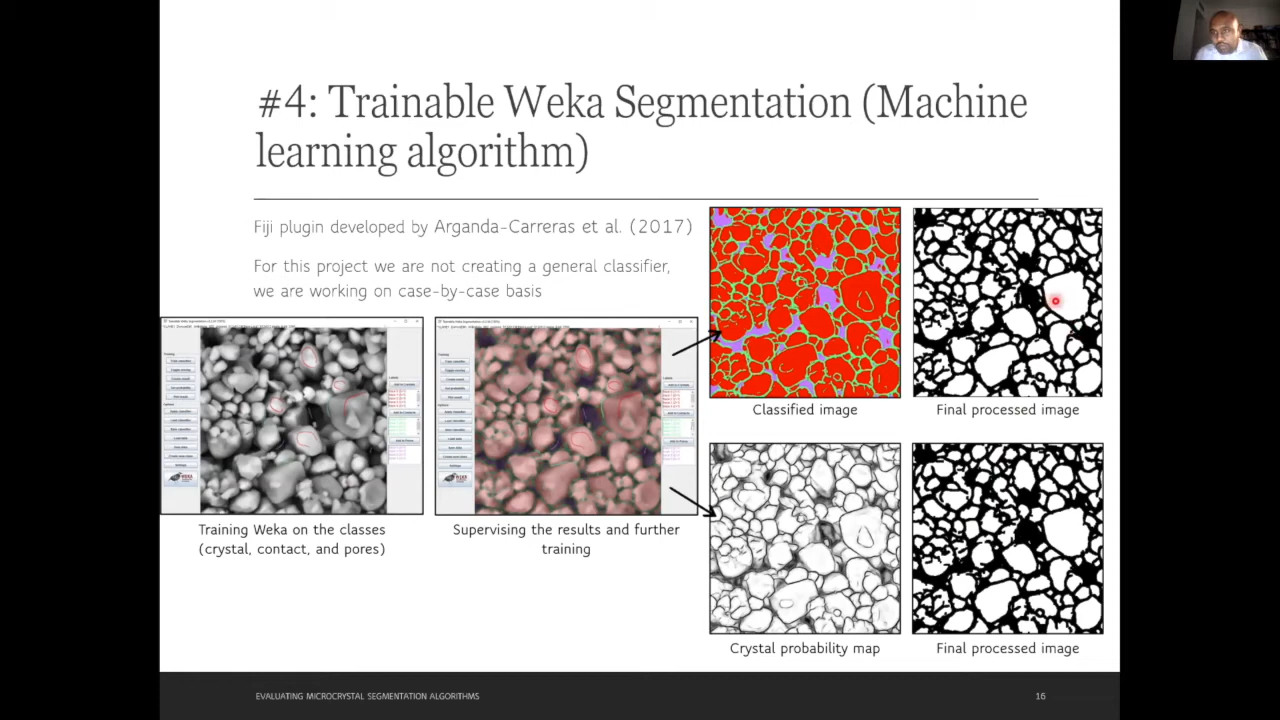 #4: Trainable Weka Segmentation (Machine
learning algorithm)
Fiji plugin developed by Arganda-Carreras et al. (2017)
For this project we are not creating a general classifier,
we are working on case-by-case basis
Classified image
Final processed image
Training Weka on the classes
(crystal, contact, and pores)
Supervising the results and further
training
Crystal probability map
Final processed image
EVALUATING MICROCRYSTAL SEGMENTATION ALGORITHMS
16